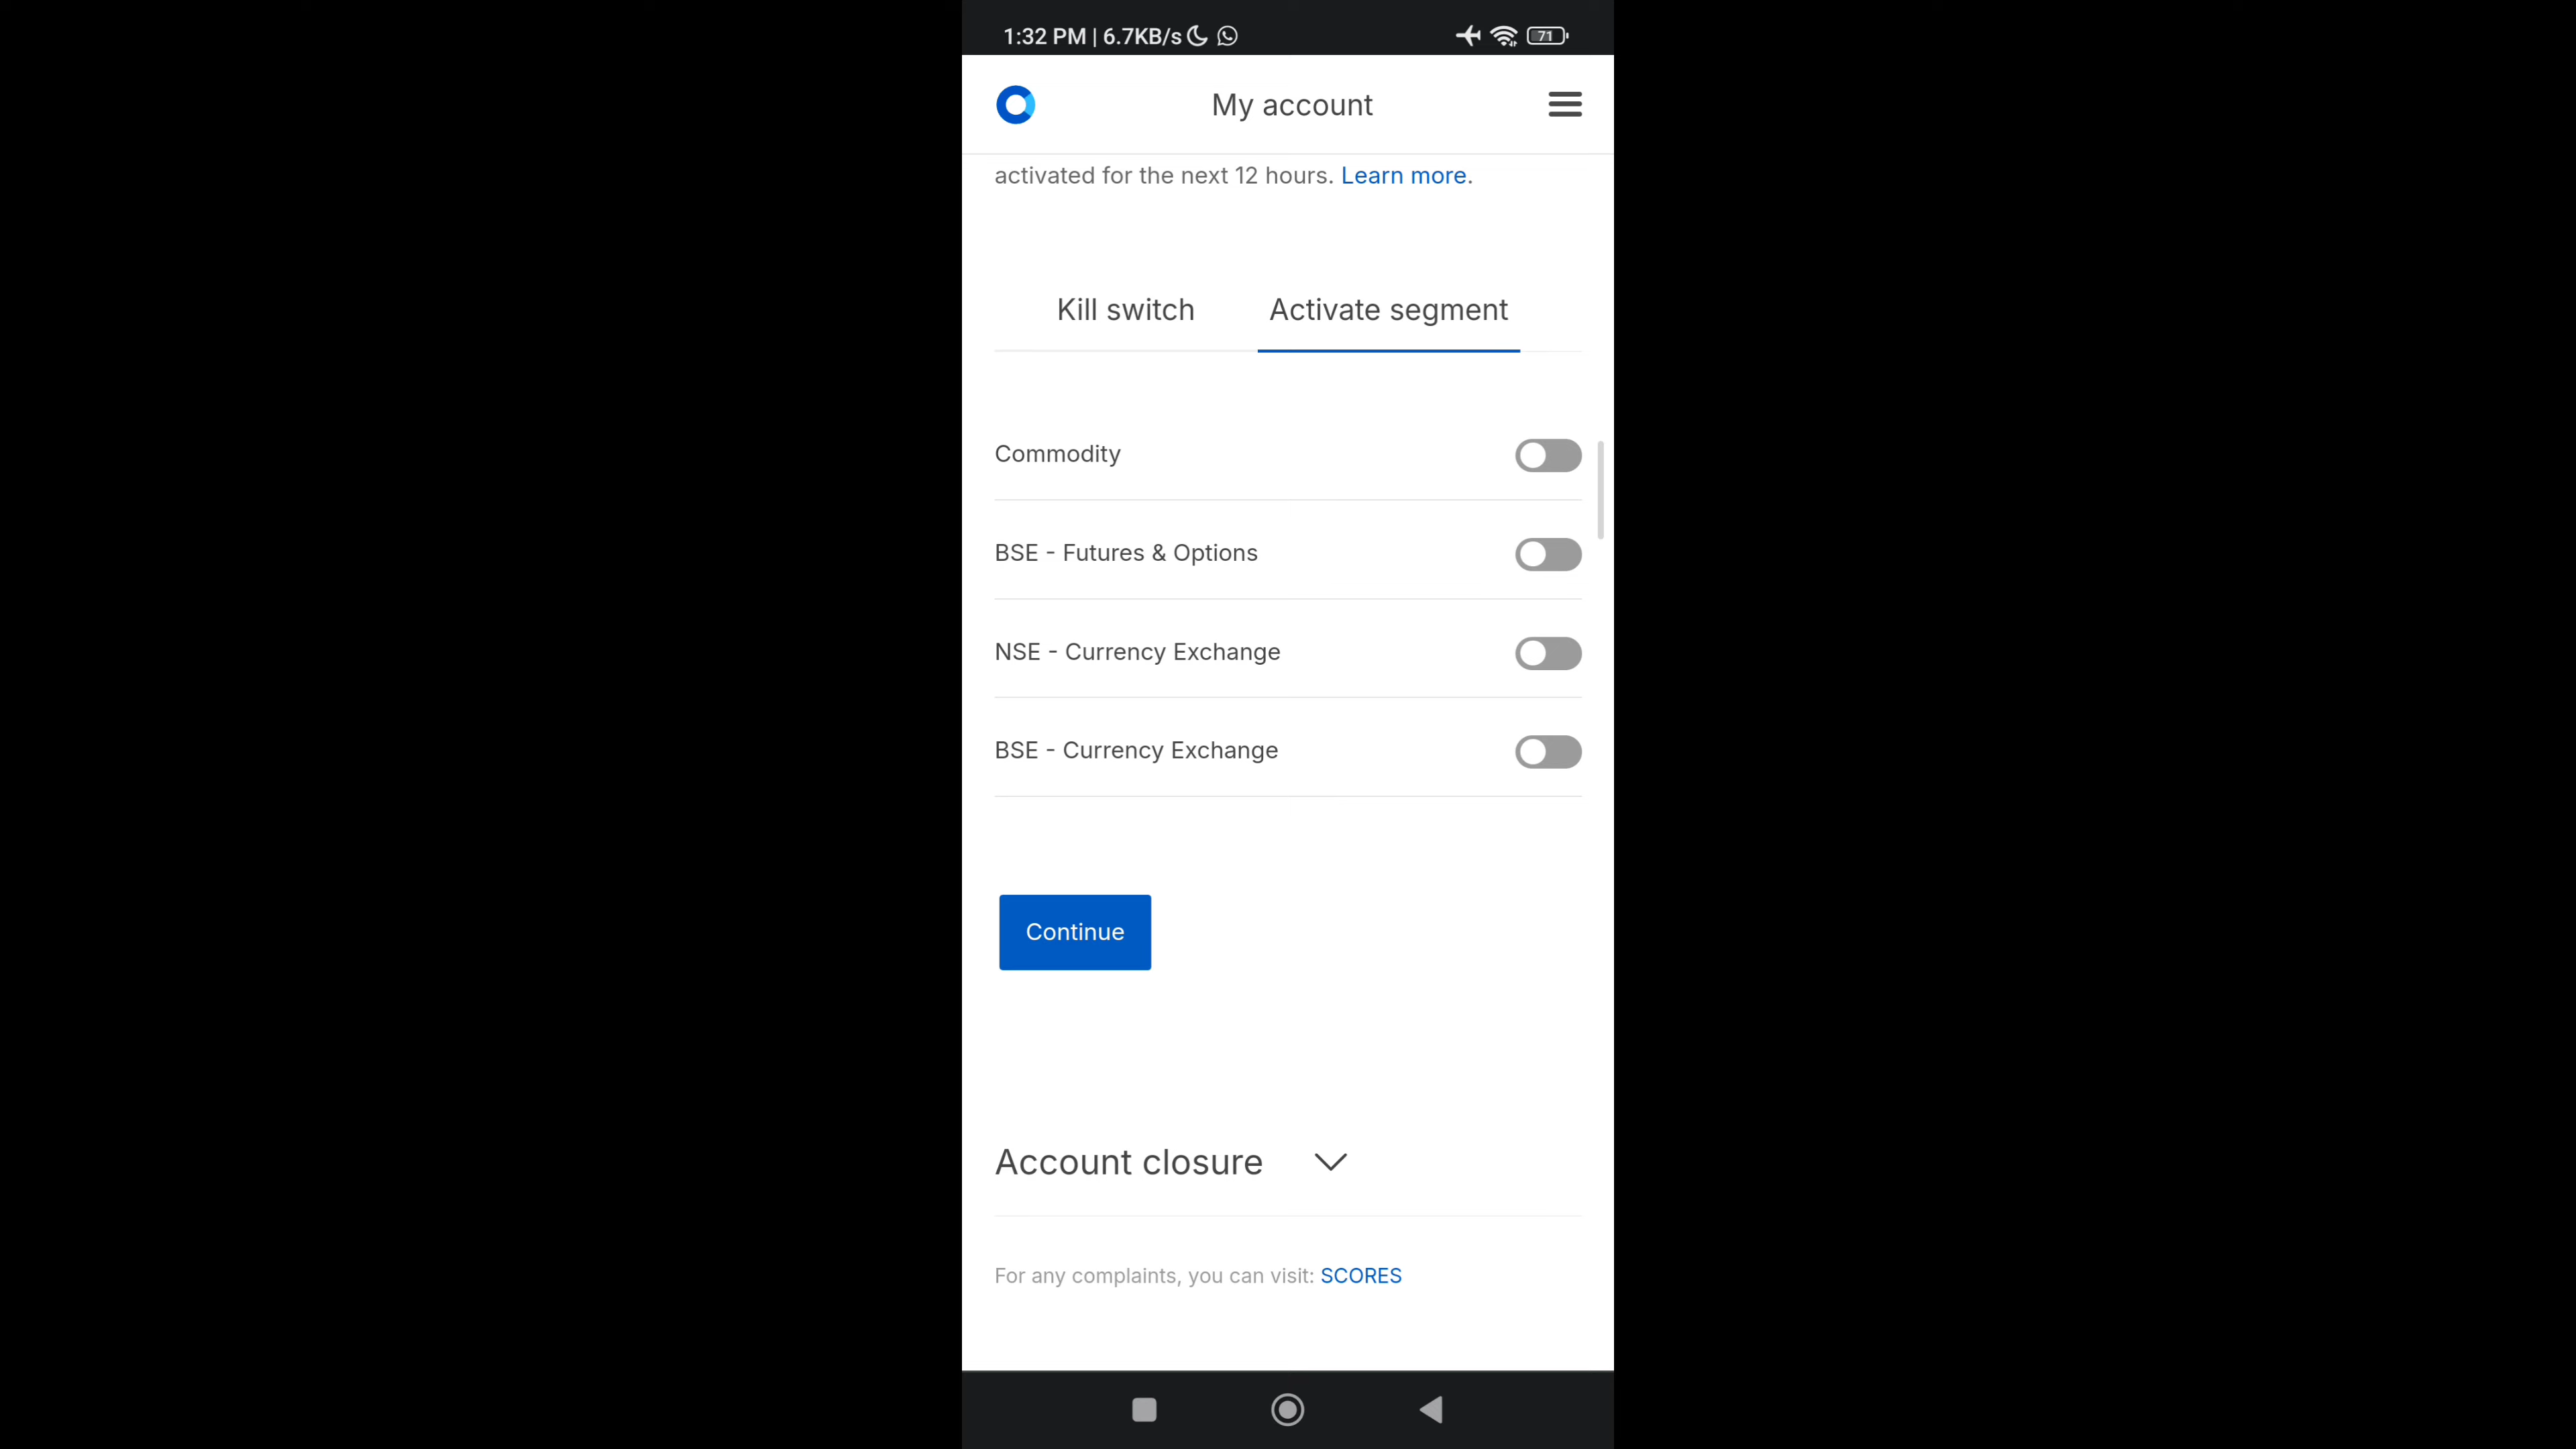 1:32 PM | 6.7KB/s
71
My account
activated for the next 12 hours. Learn more.
Kill switch
Activate segment
Commodity
BSE - Futures & Options
NSE - Currency Exchange
BSE - Currency Exchange
Continue
Account closure
For any complaints, you can visit: SCORES